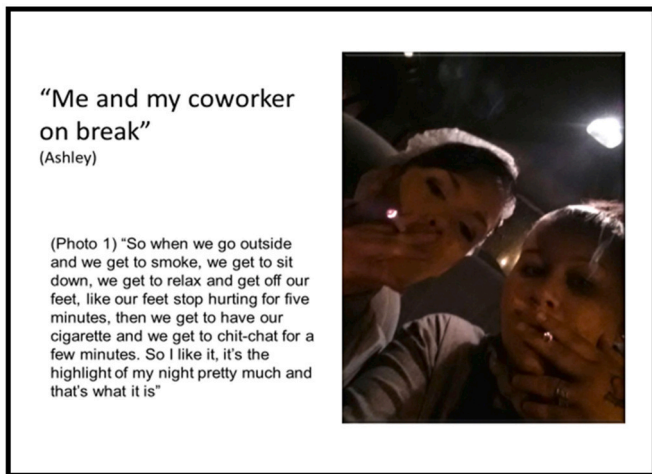 “Me and my coworker
on break”
(Ashley)
(Photo 1) “So when we go outside
and we get to smoke, we get to sit
down, we get to relax and get off our
feet, like our feet stop hurting for five
minutes, then we get to have our
cigarette and we get to chit-chat for a
few minutes. So I like it, it’s the
highlight of my night pretty much and
that’s what it is”